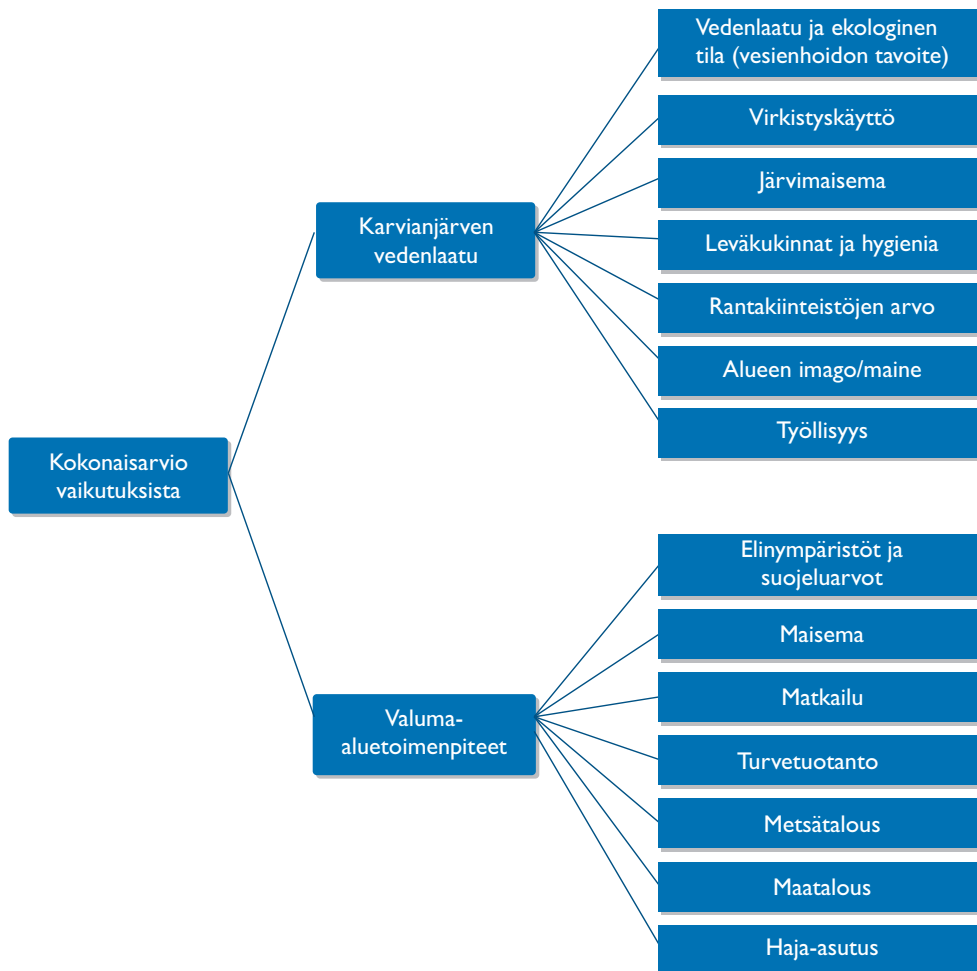 Vedenlaatu ja ekologinen
tila (vesienhoidon tavoite)
Virkistyskäyttö
Järvimaisema
Karvianjärven
vedenlaatu
Leväkukinnat ja hygienia
Rantakiinteistöjen arvo
Alueen imago/maine
Työllisyys
Kokonaisarvio
vaikutuksista
Elinympäristöt ja
suojeluarvot
Maisema
Matkailu
Valuma-
aluetoimenpiteet
Turvetuotanto
Metsätalous
Maatalous
Haja-asutus